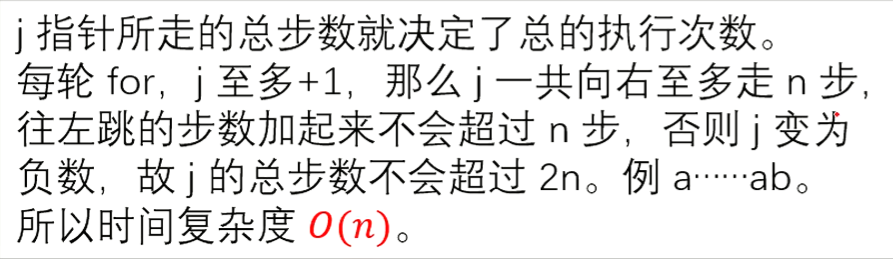 j 指针所走的总步数就决定了总的执行次数。
每轮 for，j 至多+1，那么 j 一共向右至多走 n 步，
往左跳的步数加起来不会超过 n 步，否则 j 变为
负数，故 j 的总步数不会超过 2n。例 a……ab。
所以时间复杂度 O(n)。